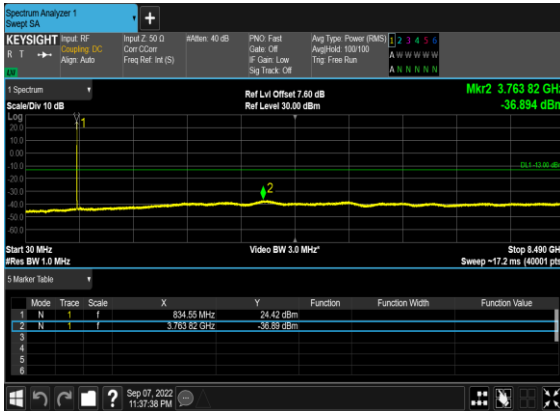 Spectrum Analyzer 1
Swept SA
+
KEYSIGHT Input: RF Input Z: 50 Ω #Atten: 40 dB PNO: Fast Avg Type: Power (RMS) 1 2 3 4 5 6
R T Coupling: DC Corr CCorr Gate: Off Avg|Hold: 100/100 A W W W W W
Align: Auto Freq Ref: Int (S) IF Gain: Low Trig: Free Run
Sig Track: Off A N N N N N
1 Spectrum
Scale/Div 10 dB Ref Lvl Offset 7.60 dB Mkr2 3.763 82 GHz
Ref Level 30.00 dBm -36.894 dBm
Log
20.0 1
10.0
0.00
-10.0 DL1 -13.00 dBm
-20.0
-30.0 2
-40.0
-50.0
-60.0
Start 30 MHz Video BW 3.0 MHz* Stop 8.490 GHz
#Res BW 1.0 MHz Sweep ~17.2 ms (40001 pts)
5 Marker Table
Mode Trace Scale X Y Function Function Width Function Value
1 N 1 f 834.55 MHz 24.42 dBm
2 N 1 f 3.763 82 GHz -36.89 dBm
3
4
5
6
? Sep 07, 2022
11:37:38 PM